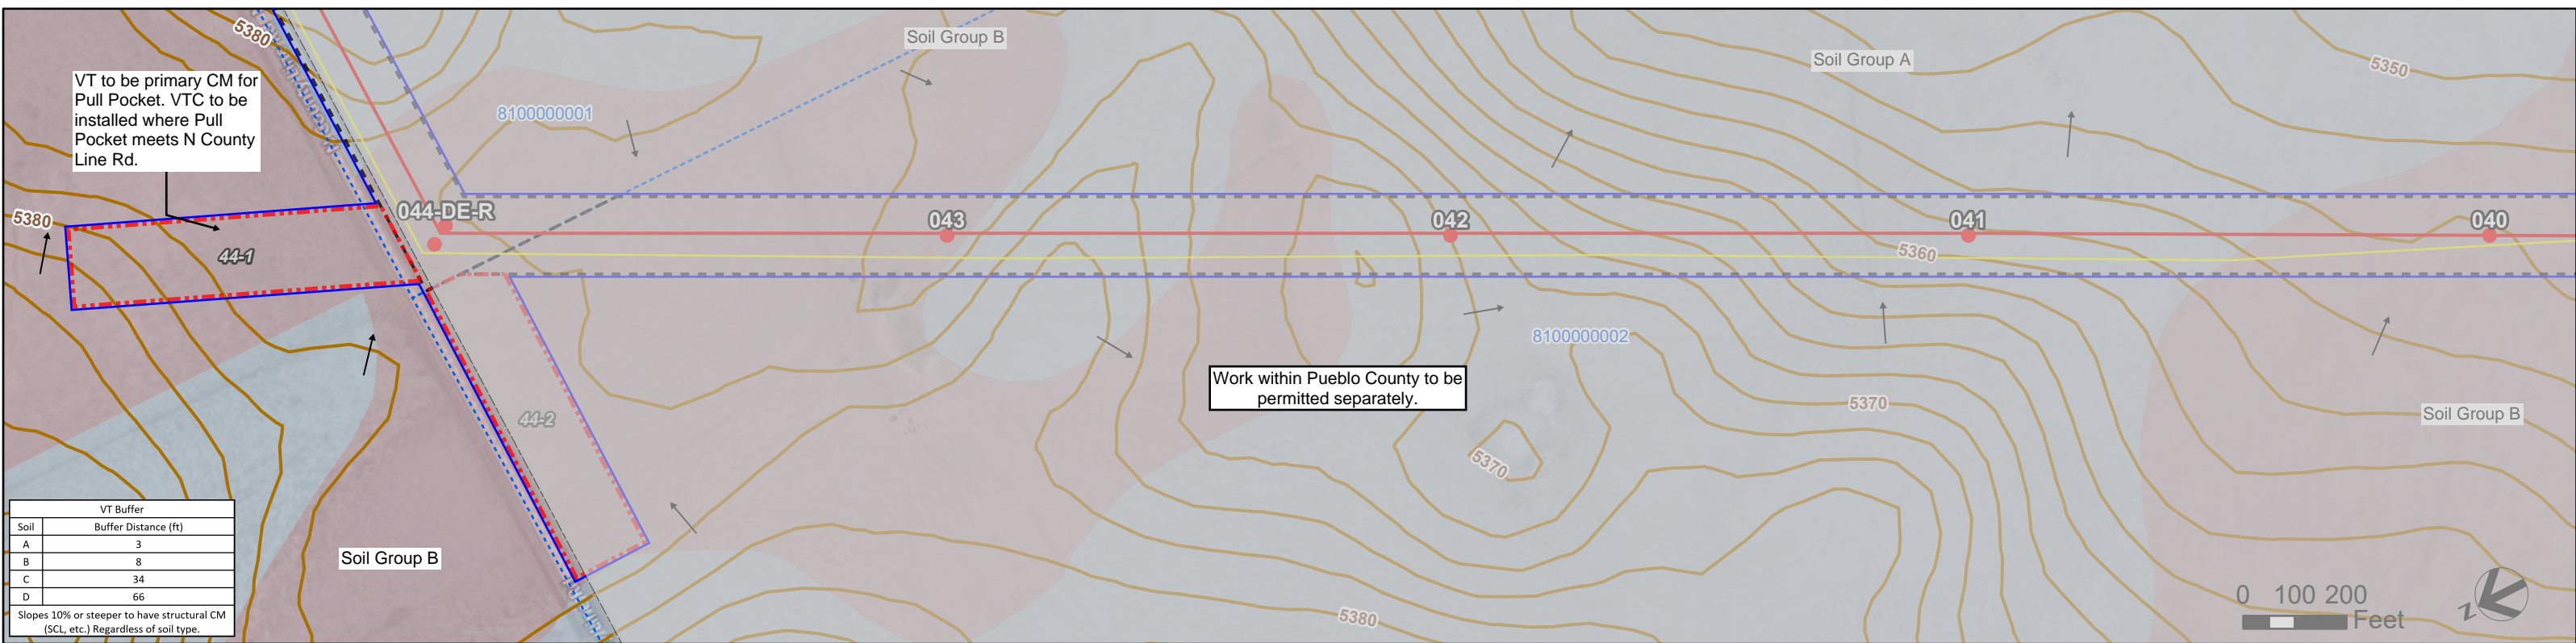 5380
VT to be primary CM for
Pull Pocket. VTC to be
installed where Pull
Pocket meets N County
Line Rd.
Soil Group B
Soil Group A
5350
8100000001
5380
044-DE-R
043
042
041
040
44-1
5360
8100000002
Work within Pueblo County to be
permitted separately.
5370
44-2
Soil Group B
5370
VT Buffer
Soil Buffer Distance (ft)
A 3
B 8
C 34
D 66
Slopes 10% or steeper to have structural CM
(SCL, etc.) Regardless of soil type.
Soil Group B
5380
0 100 200
Feet
N